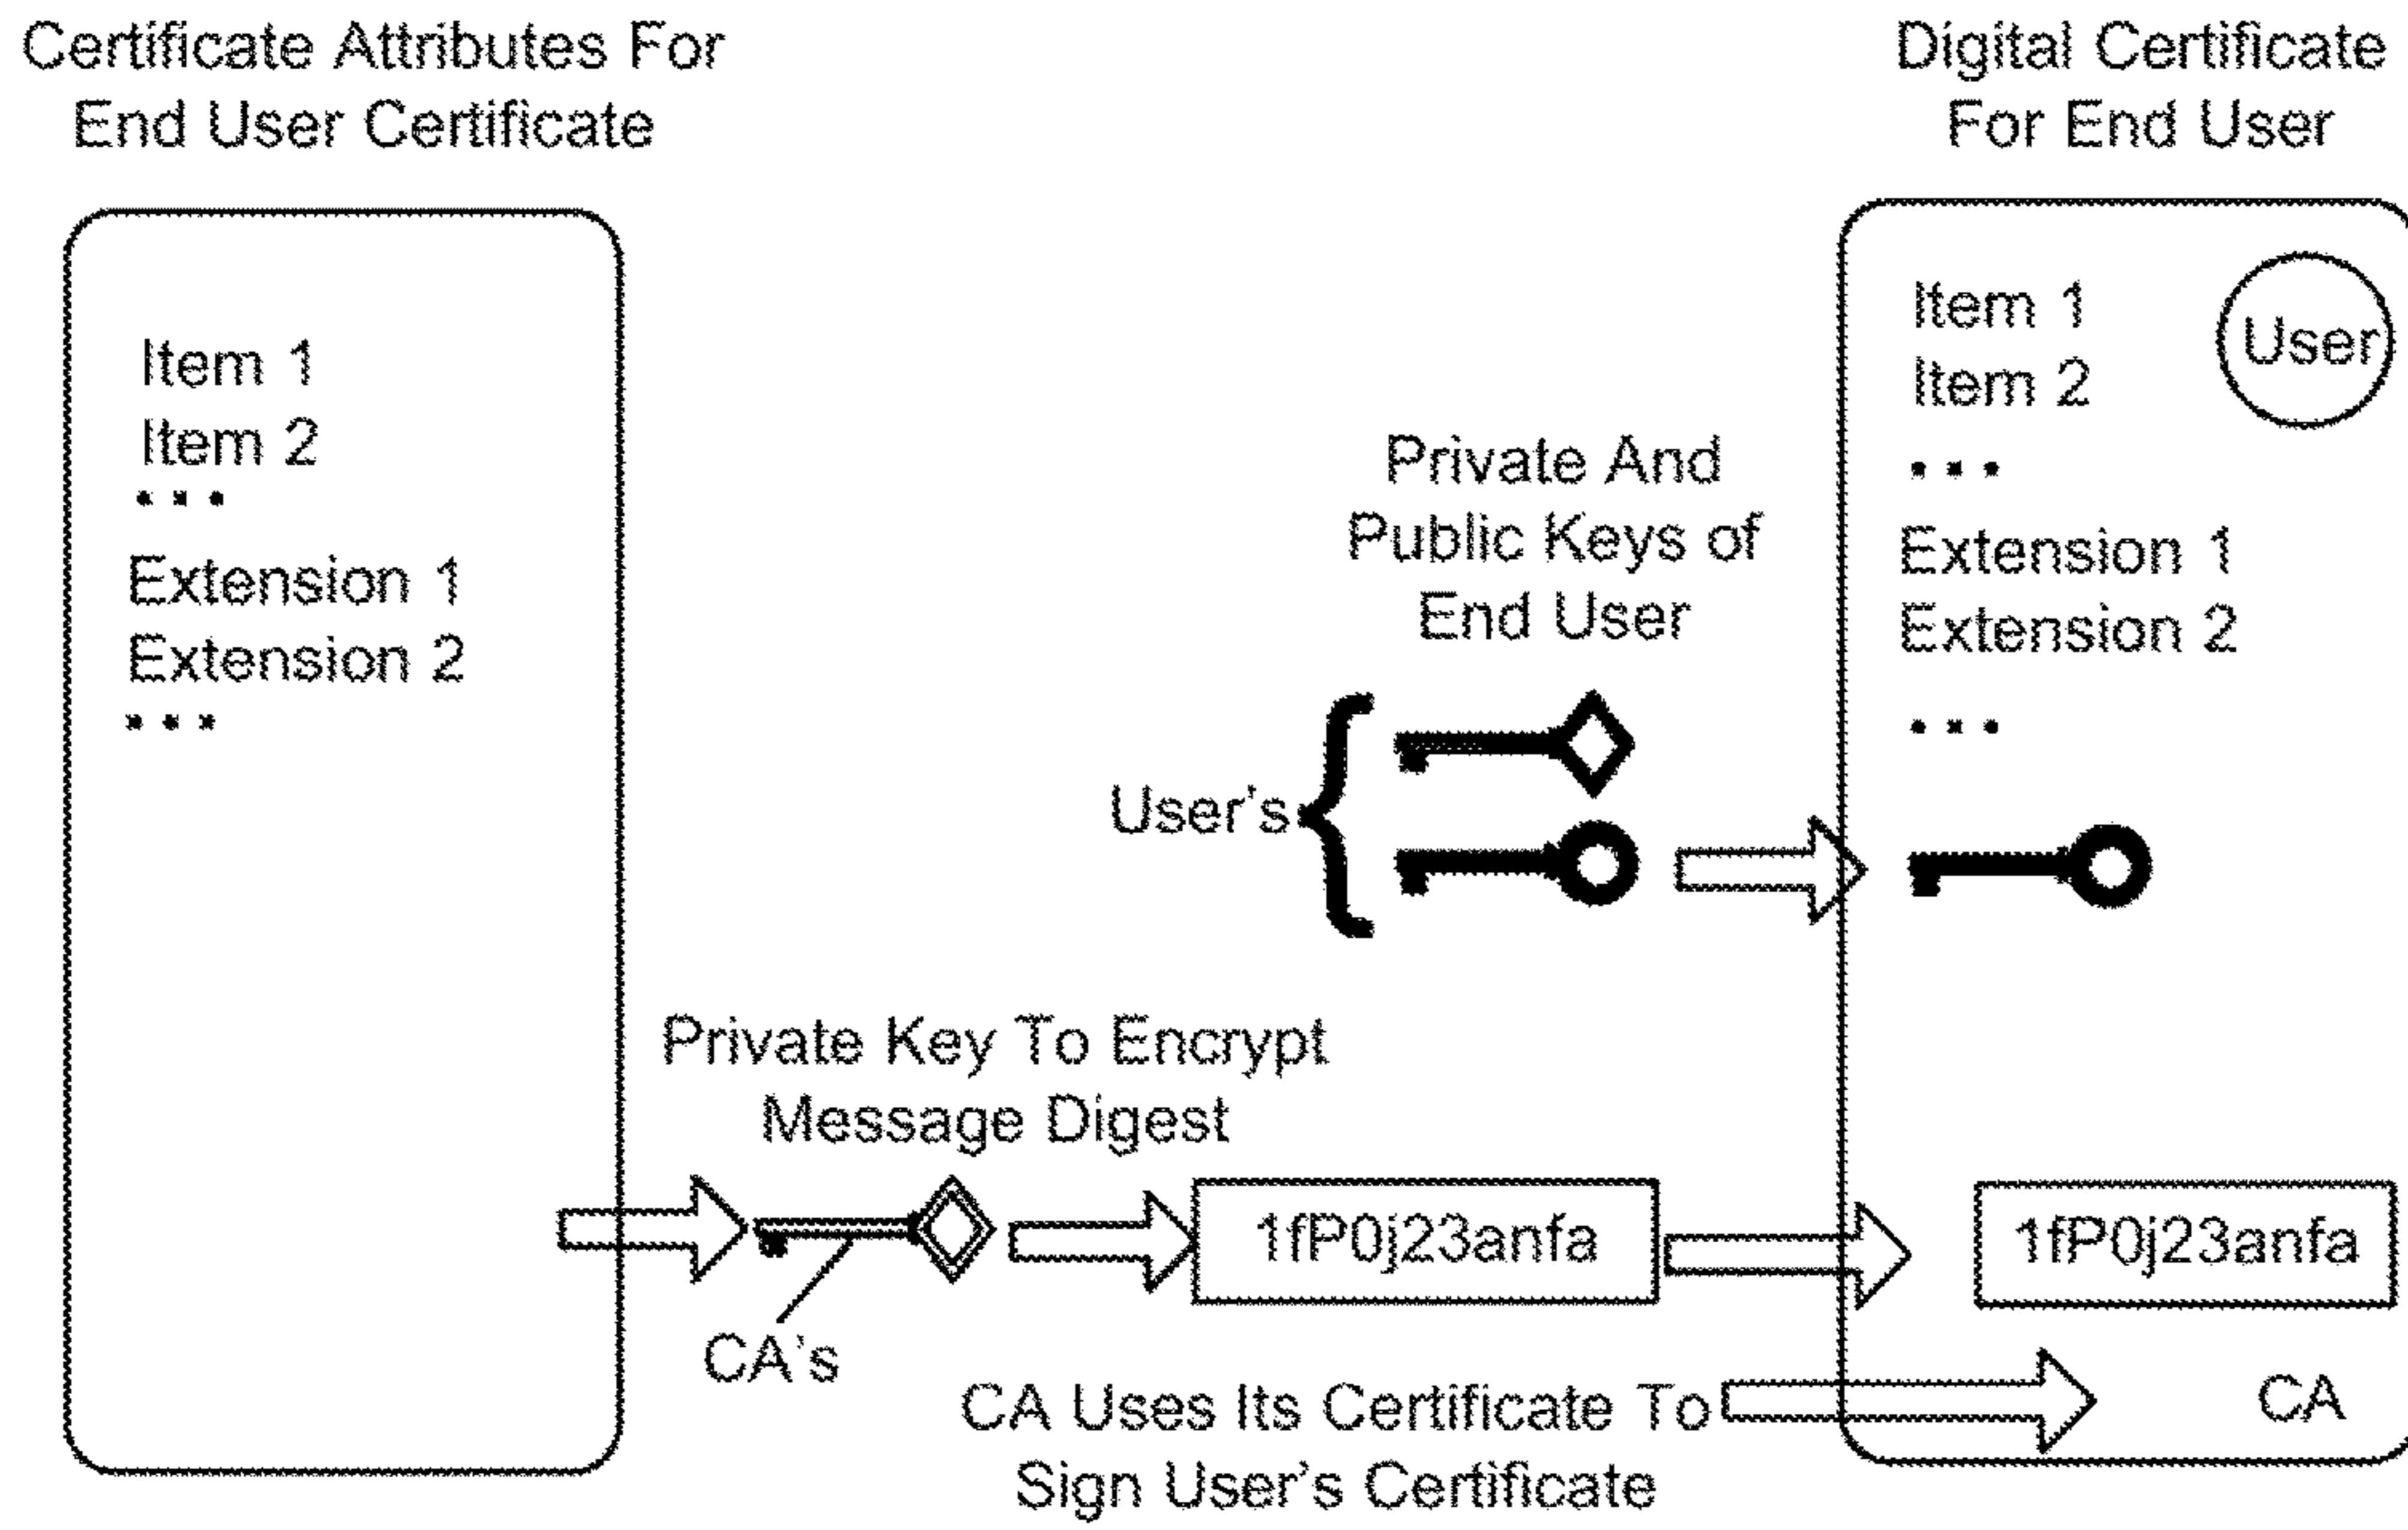 Certificate Attributes For
End User Certificate
Item 1
Item 2
...
Extension 1
Extension 2
...
Private And
Public Keys of
End User
User's
Private Key To Encrypt
Message Digest
CA's
1fP0j23anfa
CA Uses Its Certificate To
Sign User's Certificate
Digital Certificate
For End User
Item 1
User
Item 2
...
Extension 1
Extension 2
...
1fP0j23anfa
CA